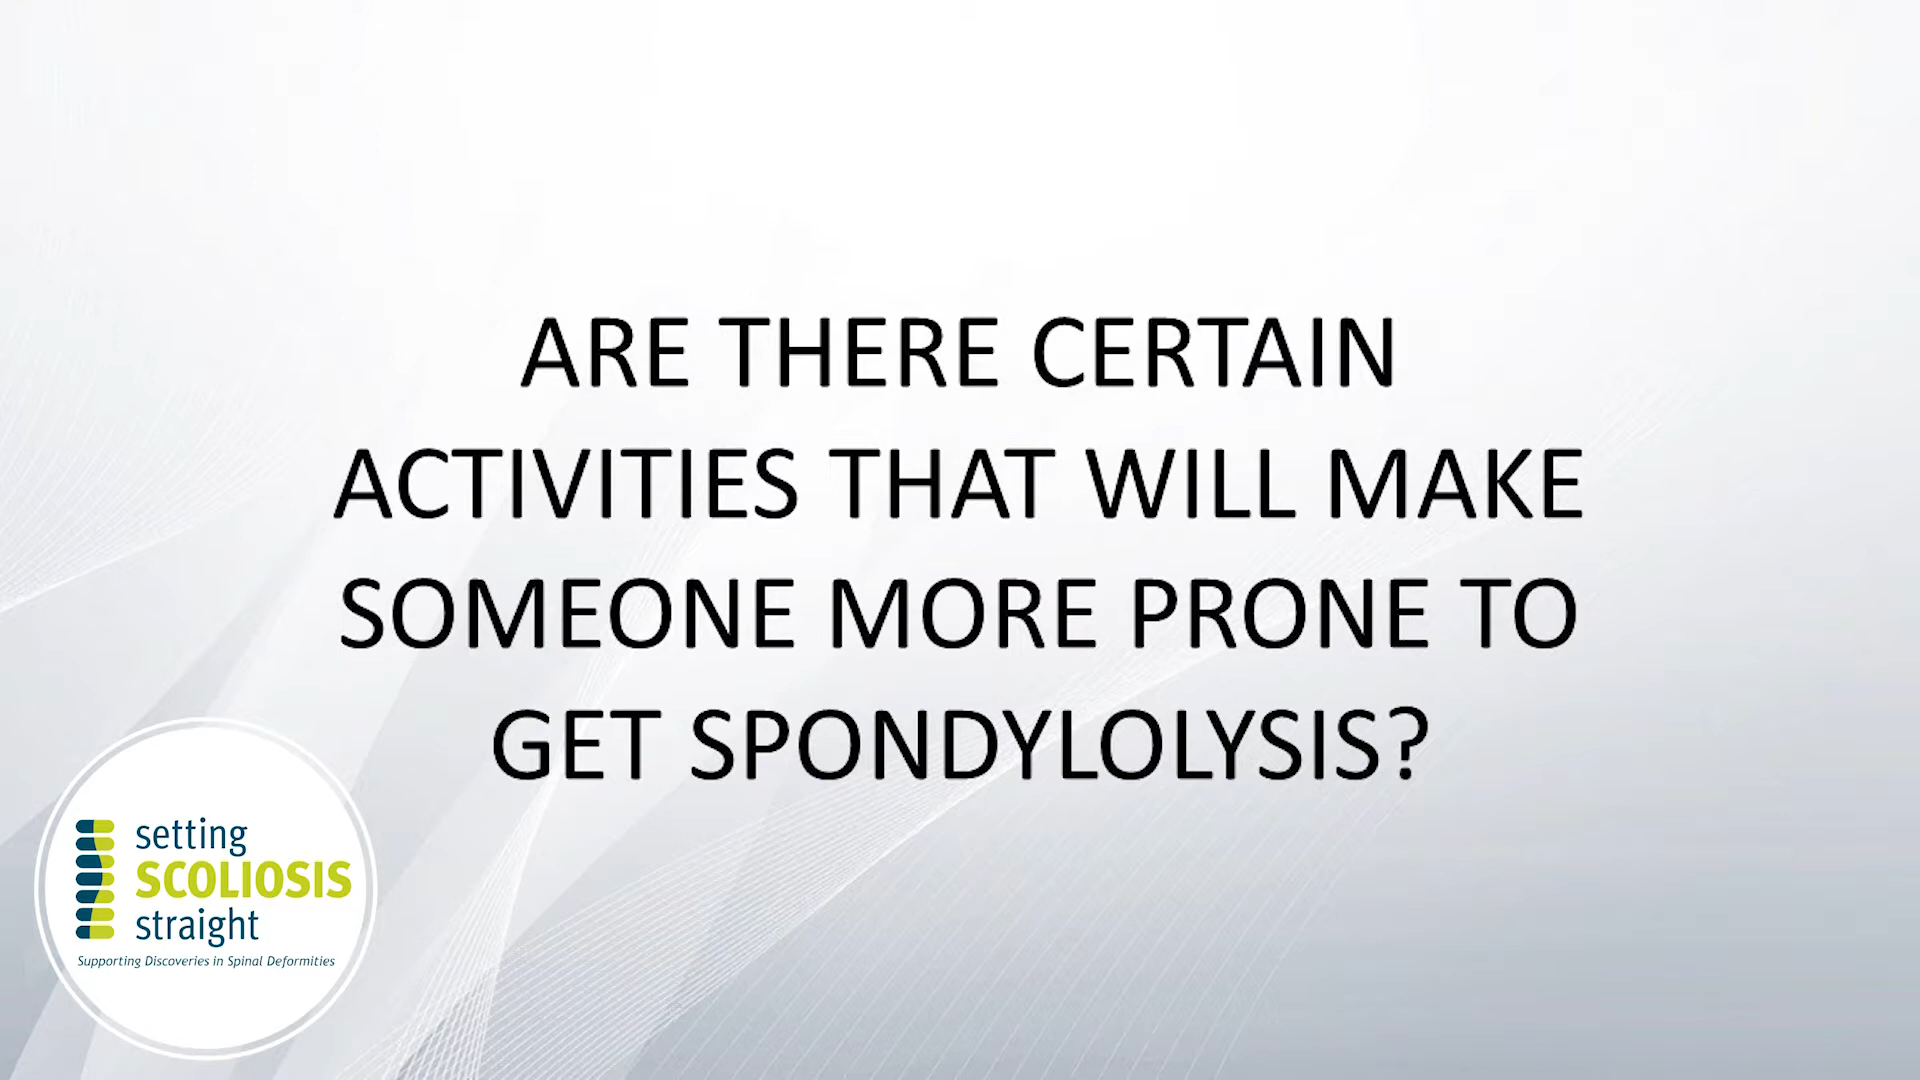 ARE THERE CERTAIN
ACTIVITIES THAT WILL MAKE
SOMEONE MORE PRONE TO
GET SPONDYLOLYSIS?
setting
SCOLIOSIS
straight
Supporting Discoveries in Spinal Deformities